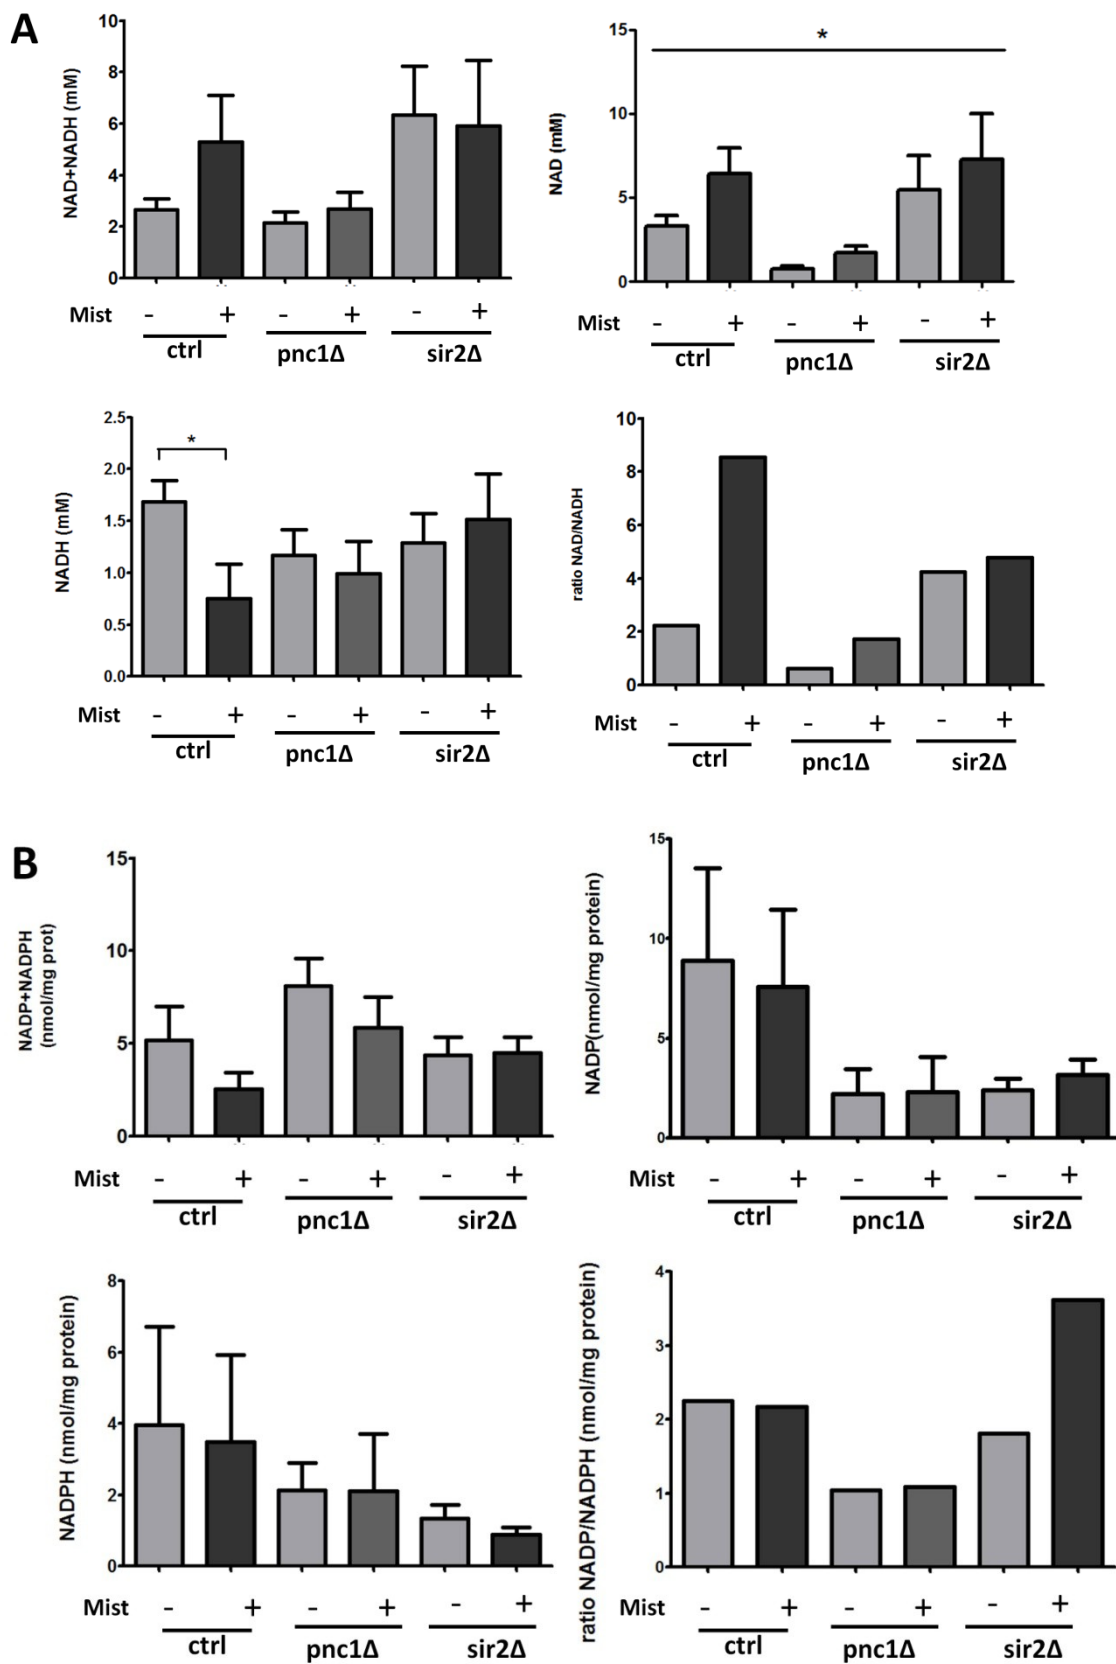 A
NAD+NADH (mM)
10
8
6
4
2
0
Mist - + - + - +
ctrl pnc1Δ sir2Δ
NAD (mM)
15
10
5
0
*
Mist - + - + - +
ctrl pnc1Δ sir2Δ
NADH (mM)
2.5
2.0
1.5
1.0
0.5
0.0
*
Mist - + - + - +
ctrl pnc1Δ sir2Δ
ratio NAD/NADH
10
8
6
4
2
0
Mist - + - + - +
ctrl pnc1Δ sir2Δ
B
NADP+NADPH
(nmol/mg prot)
15
10
5
0
Mist - + - + - +
ctrl pnc1Δ sir2Δ
NADP(nmol/mg protein)
15
10
5
0
Mist - + - + - +
ctrl pnc1Δ sir2Δ
NADPH (nmol/mg protein)
8
6
4
2
0
Mist - + - + - +
ctrl pnc1Δ sir2Δ
ratio NADP/NADPH (nmol/mg protein)
4
3
2
1
0
Mist - + - + - +
ctrl pnc1Δ sir2Δ